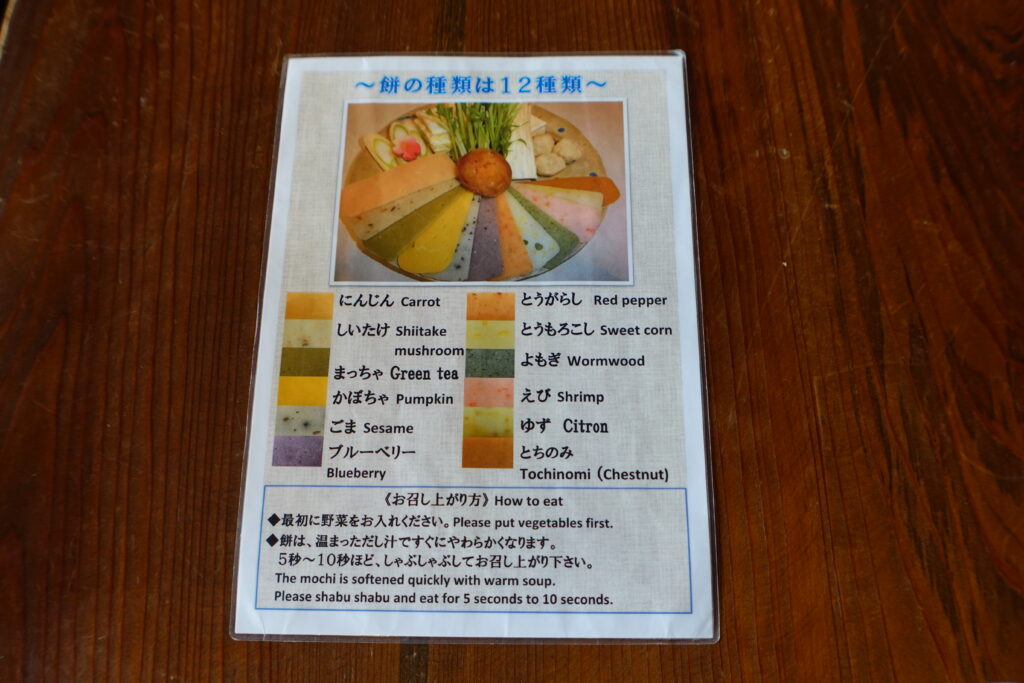 ～餅の種類は１２種類～
にんじん Carrot
しいたけ Shiitake
mushroom
まっちゃ Green tea
かぼちゃ Pumpkin
ごま Sesame
ブルーベリー
Blueberry
とうがらし Red pepper
とうもろこし Sweet corn
よもぎ Wormwood
えび Shrimp
ゆず Citron
とちのみ
Tochinomi（Chestnut)
《お召し上がり方》How to eat
◆最初に野菜をお入れください。Please put vegetables first.
◆餅は、温まっただし汁ですぐにやわらかくなります。
５秒～１０秒ほど、しゃぶしゃぶしてお召し上がり下さい。
The mochi is softened quickly with warm soup.
Please shabu shabu and eat for 5 seconds to 10 seconds.